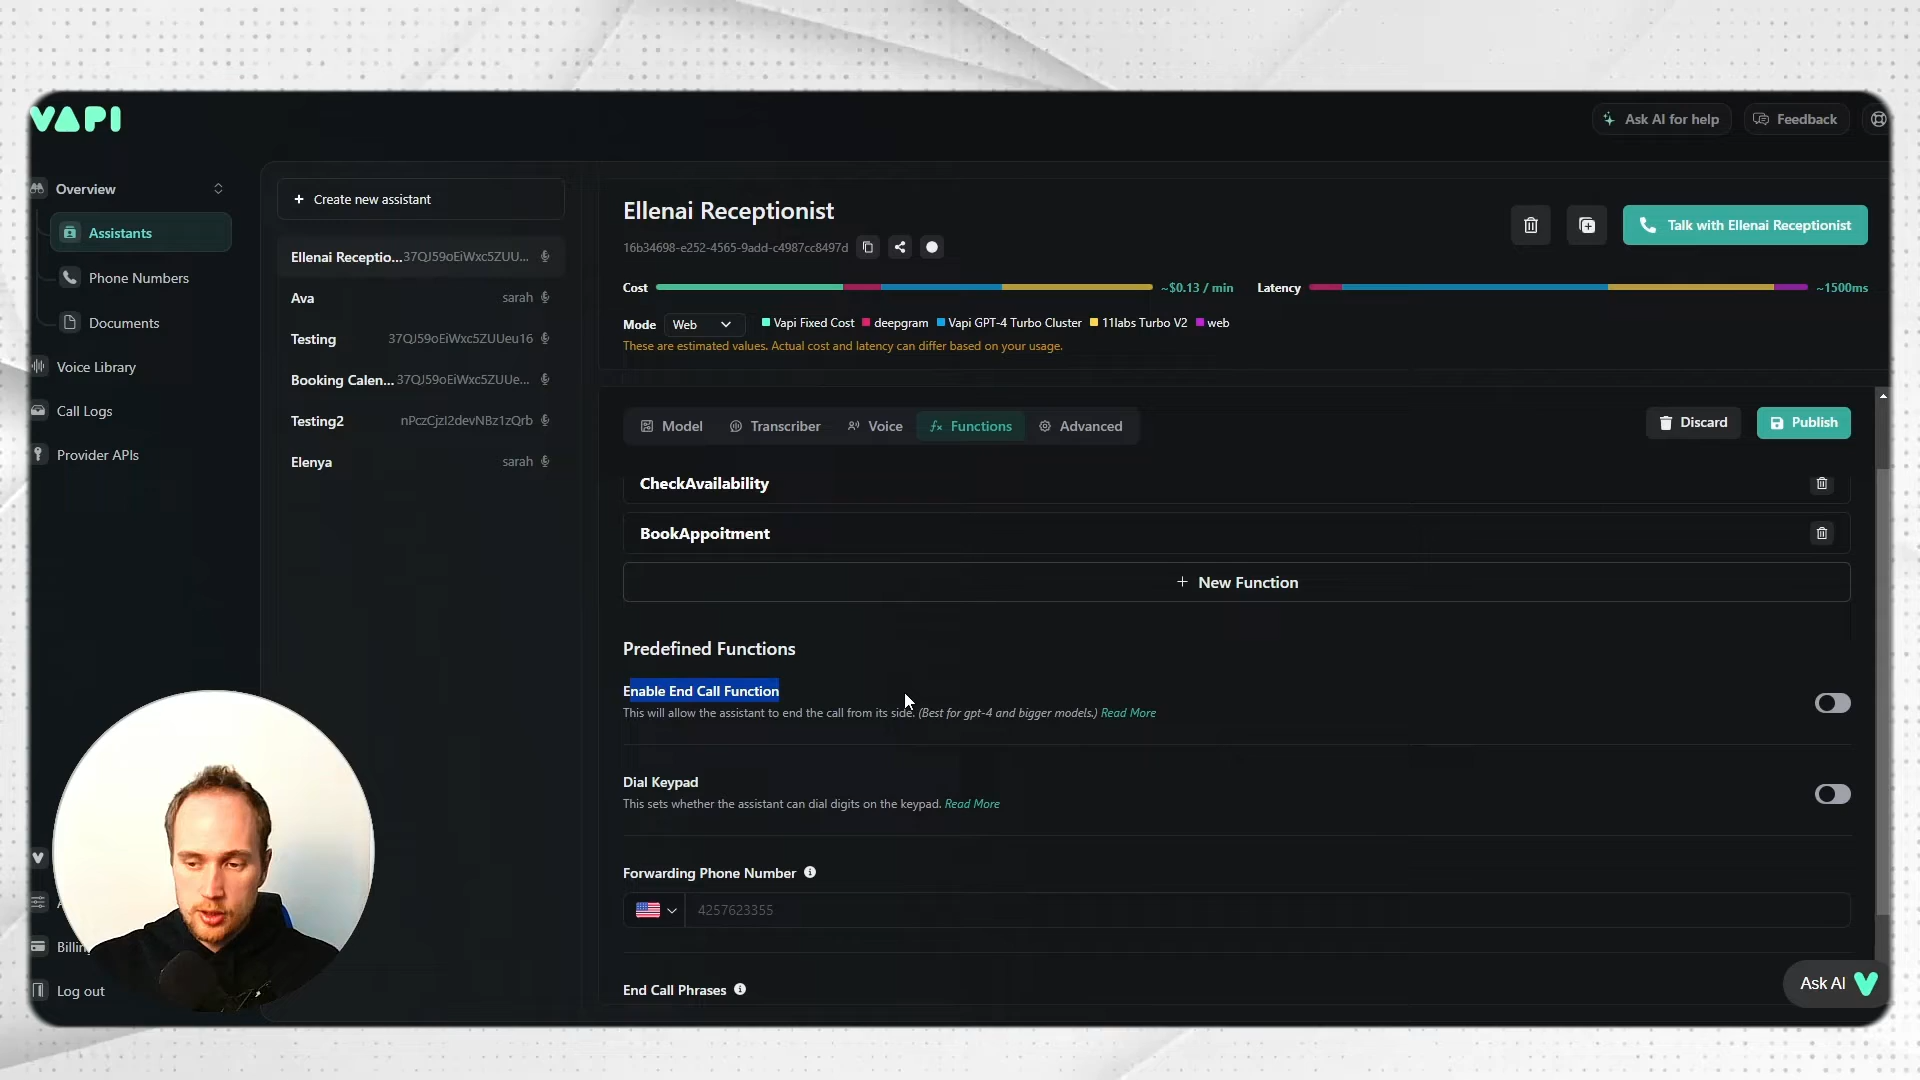 VAPI
Ask AI for help
Feedback
Overview
Assistants
Phone Numbers
Documents
Voice Library
Call Logs
Provider APIs
Log out
+ Create new assistant
Ellenai Receptio... 37QJ59oEiWxc5ZUU...
Ava sarah
Testing 37QJ59oEiWxc5ZUUeu16
Booking Calen... 37QJ59oEiWxc5ZUUe...
Testing2 nPczCjzI2devNBz1zQrb
Elenya sarah
Ellenai Receptionist
16b34698-e252-4565-9add-c4987cc8497d
Talk with Ellenai Receptionist
Cost ~$0.13 / min Latency ~1500ms
Mode Web Vapi Fixed Cost deepgram Vapi GPT-4 Turbo Cluster 11labs Turbo V2 web
These are estimated values. Actual cost and latency can differ based on your usage.
Model Transcriber Voice Functions Advanced
Discard Publish
CheckAvailability
BookAppoitment
+ New Function
Predefined Functions
Enable End Call Function
This will allow the assistant to end the call from its side. (Best for gpt-4 and bigger models.) Read More
Dial Keypad
This sets whether the assistant can dial digits on the keypad. Read More
Forwarding Phone Number
4257623355
End Call Phrases
Ask AI